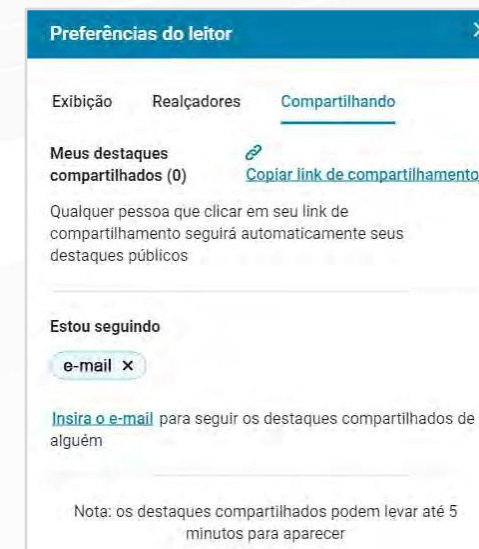 Preferências do leitor
Exibição Realçadores Compartilhando
Meus destaques
compartilhados (0)
Copiar link de compartilhamento
Qualquer pessoa que clicar em seu link de
compartilhamento seguirá automaticamente seus
destaques públicos
Estou seguindo
e-mail ×
Insira o e-mail para seguir os destaques compartilhados de
alguém
Nota: os destaques compartilhados podem levar até 5
minutos para aparecer